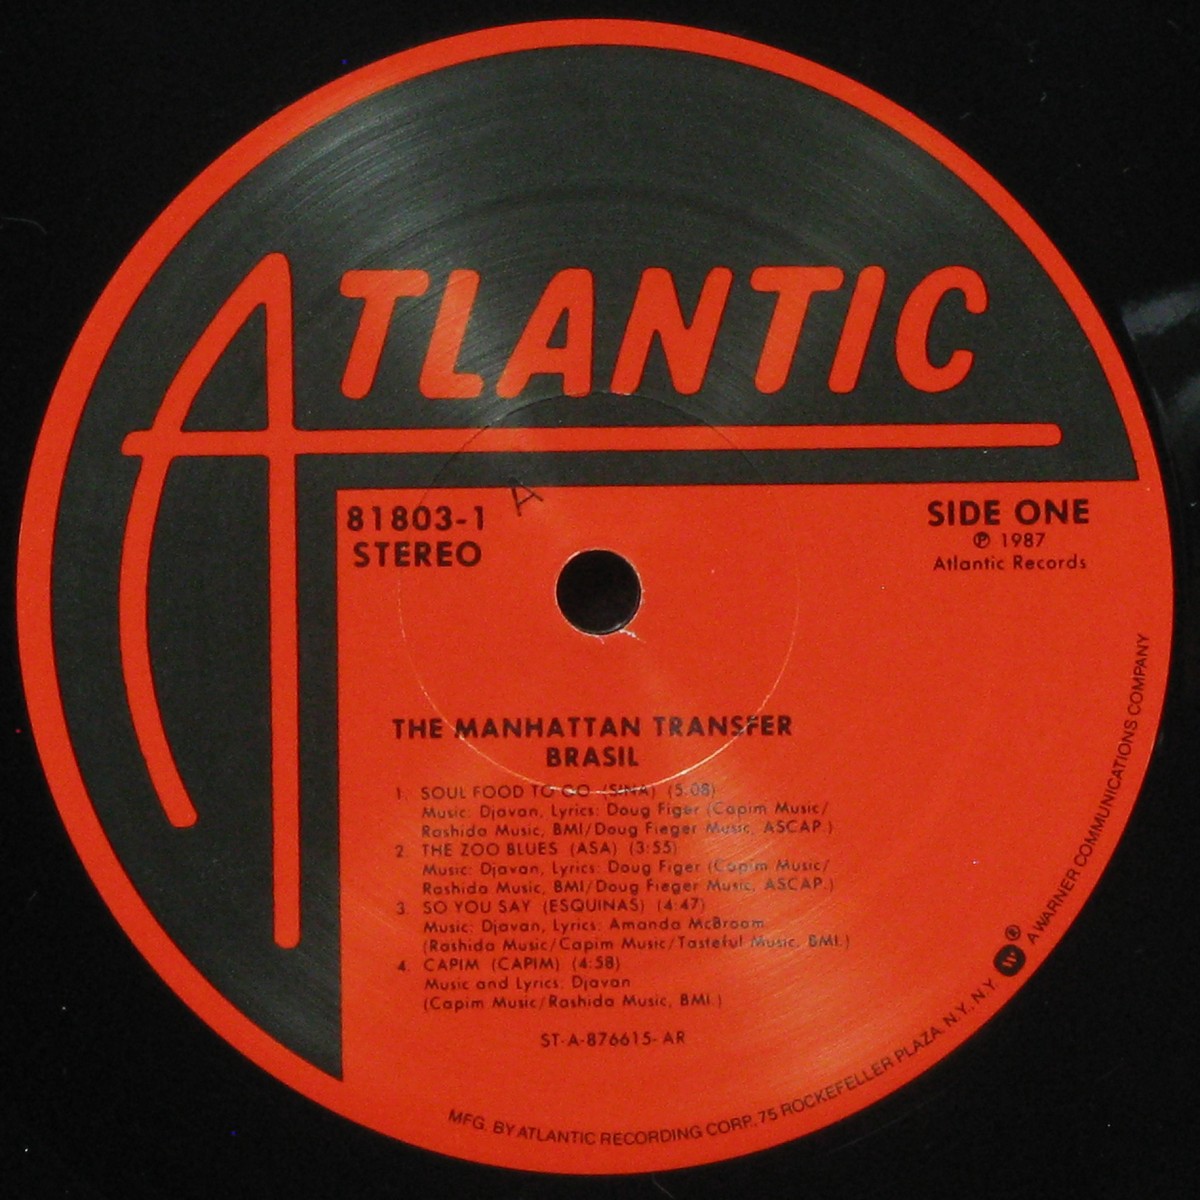 ATLANTIC
81803-1
STEREO
A
SIDE ONE
℗ 1987
Atlantic Records
THE MANHATTAN TRANSFER
BRASIL
1. SOUL FOOD TO GO (SINA) (5:08)
Music: Djavan, Lyrics: Doug Figer (Capim Music/
Rashida Music, BMI/Doug Fieger Music, ASCAP.)
2. THE ZOO BLUES (ASA) (3:55)
Music: Djavan, Lyrics: Doug Figer (Capim Music/
Rashida Music, BMI/Doug Fieger Music, ASCAP.)
3. SO YOU SAY (ESQUINAS) (4:47)
Music: Djavan, Lyrics: Amanda McBroom
(Rashida Music/Capim Music/Tasteful Music, BMI.)
4. CAPIM (CAPIM) (4:58)
Music and Lyrics: Djavan
(Capim Music/Rashida Music, BMI.)
ST-A-876615-AR
MFG. BY ATLANTIC RECORDING CORP., 75 ROCKEFELLER PLAZA, N.Y., N.Y. W® A WARNER COMMUNICATIONS COMPANY